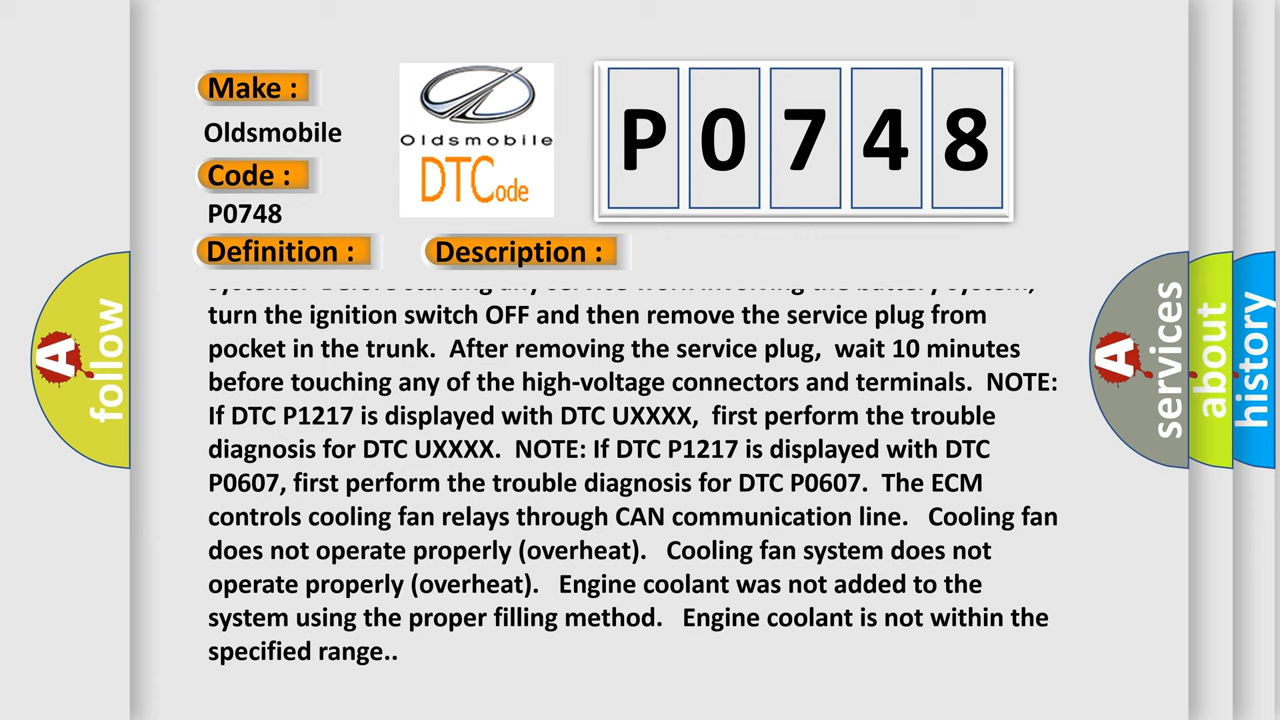 Make :
Oldsmobile
Code :
P0748
Definition :
Description :
Oldsmobile
DTCode
P0748
turn the ignition switch OFF and then remove the service plug from
pocket in the trunk. After removing the service plug, wait 10 minutes
before touching any of the high-voltage connectors and terminals. NOTE:
If DTC P1217 is displayed with DTC UXXXX, first perform the trouble
diagnosis for DTC UXXXX. NOTE: If DTC P1217 is displayed with DTC
P0607, first perform the trouble diagnosis for DTC P0607. The ECM
controls cooling fan relays through CAN communication line. Cooling fan
does not operate properly (overheat). Cooling fan system does not
operate properly (overheat). Engine coolant was not added to the
system using the proper filling method. Engine coolant is not within the
specified range..
A
follow
A
services
about
history